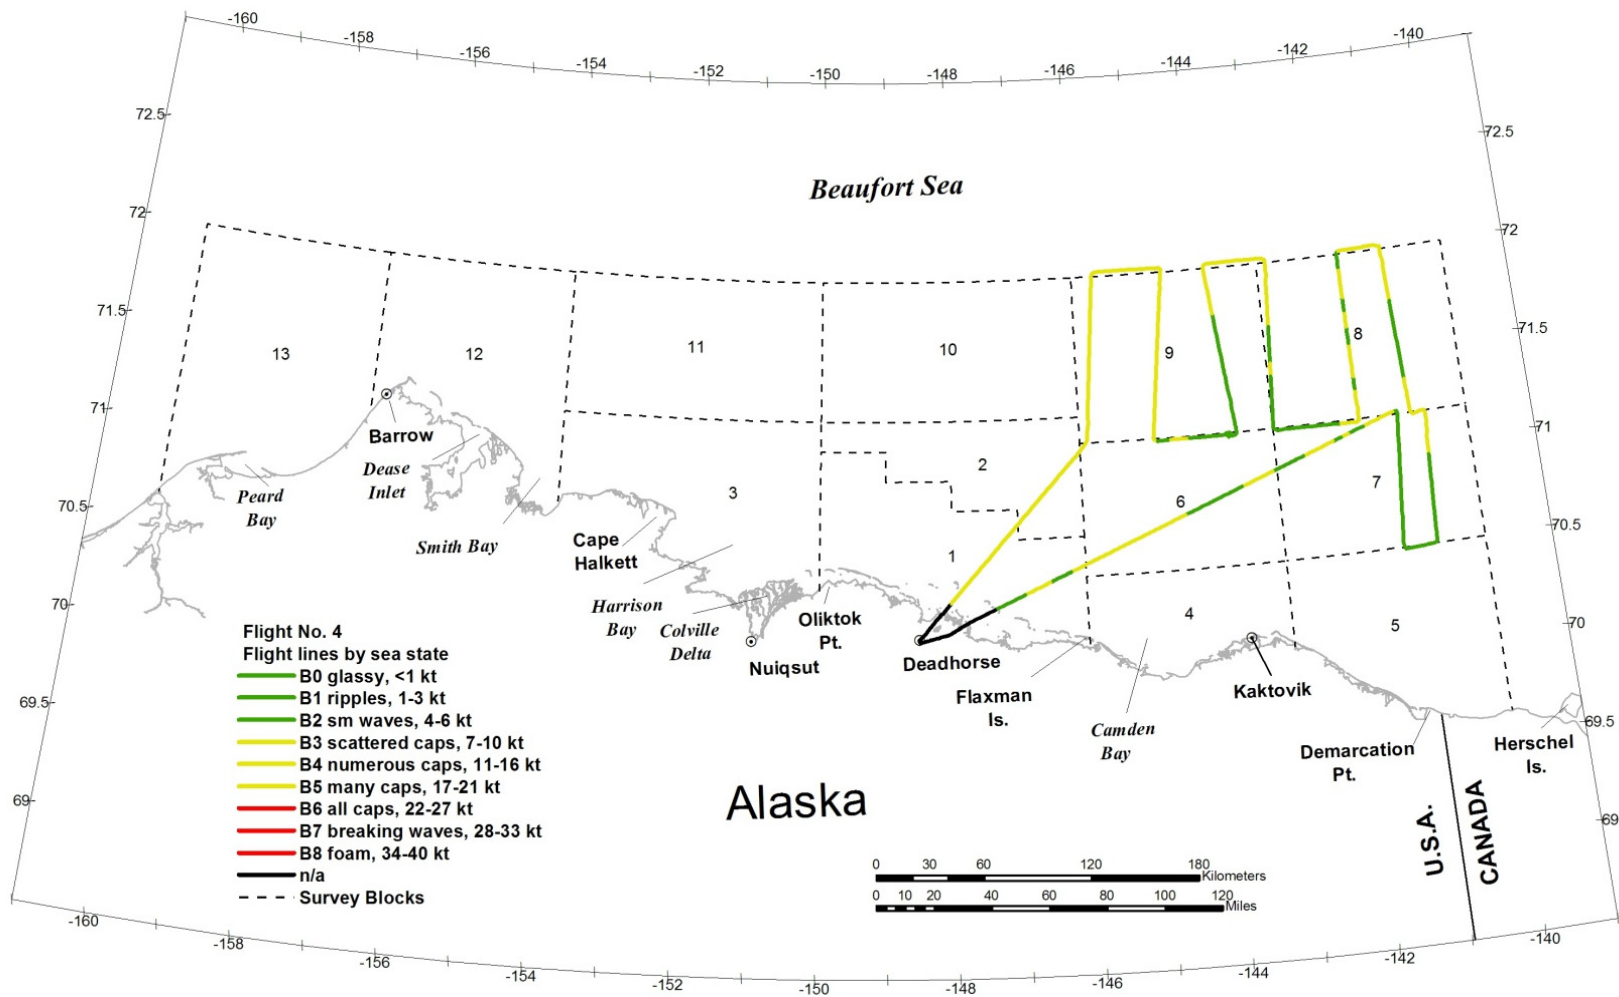 -160
-158
-156
-154
-152
-150
-148
-146
-144
-142
-140
72.5
72.5
Beaufort Sea
72
72
71.5
71.5
13
12
11
10
9
8
71
71
Barrow
Dease
Inlet
Peard
Bay
Smith Bay
3
2
6
7
70.5
70.5
Cape
Halkett
1
Harrison
Bay
Colville
Delta
Nuiqsut
Oliktok
Pt.
Deadhorse
Flaxman
Is.
4
5
Kaktovik
Camden
Bay
Demarcation
Pt.
Herschel
Is.
70
70
69.5
69.5
69
69
Flight No. 4
Flight lines by sea state
B0 glassy, <1 kt
B1 ripples, 1-3 kt
B2 sm waves, 4-6 kt
B3 scattered caps, 7-10 kt
B4 numerous caps, 11-16 kt
B5 many caps, 17-21 kt
B6 all caps, 22-27 kt
B7 breaking waves, 28-33 kt
B8 foam, 34-40 kt
n/a
Survey Blocks
Alaska
U.S.A.
CANADA
0 30 60 120 180
Kilometers
0 10 20 40 60 80 100 120
Miles
-160
-158
-156
-154
-152
-150
-148
-146
-144
-142
-140